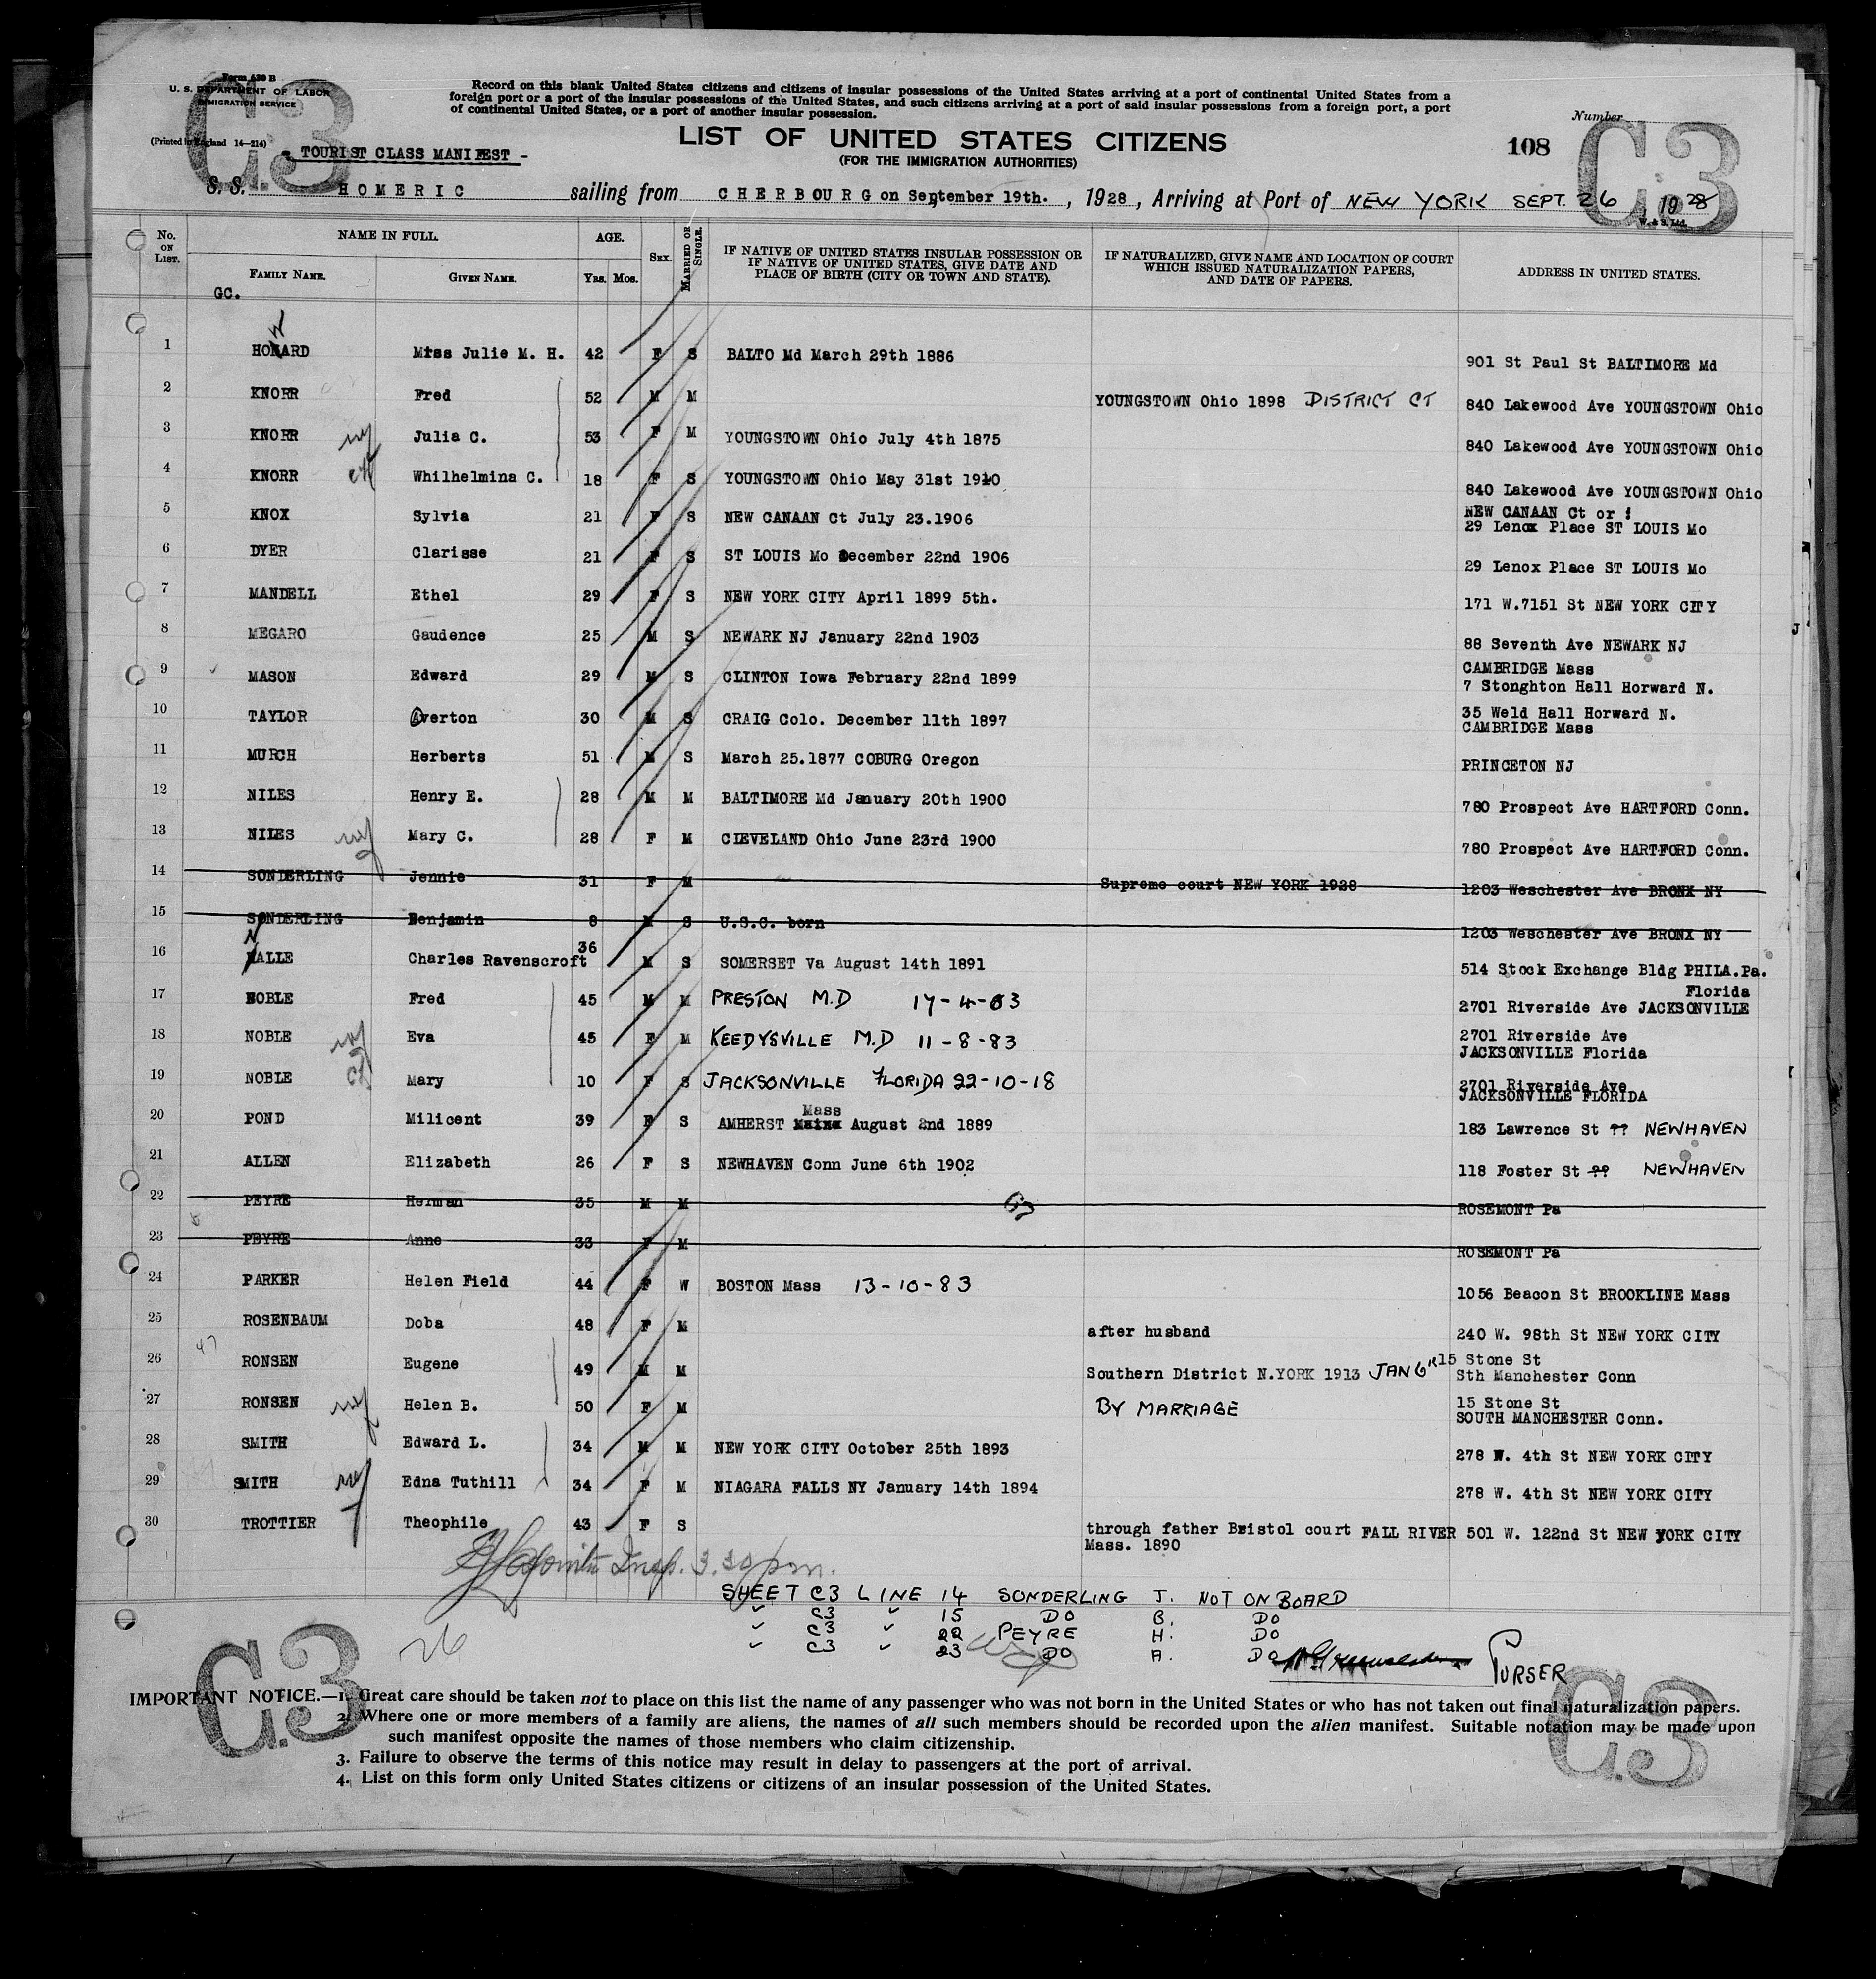 Form 630 B
U. S. DEPARTMENT OF LABOR
IMMIGRATION SERVICE
(Printed in England 14—214)
C3
C3
Record on this blank United States citizens and citizens of insular possessions of the United States arriving at a port of continental United States from a
foreign port or a port of the insular possessions of the United States, and such citizens arriving at a port of said insular possessions from a foreign port, a port
of continental United States, or a port of another insular possession.
LIST OF UNITED STATES CITIZENS
(FOR THE IMMIGRATION AUTHORITIES)
Number
108
- TOURIST CLASS MANIFEST -
S.S. HOMERIC sailing from CHERBOURG on September 19th. , 1928 , Arriving at Port of NEW YORK SEPT. 26 , 1928
W. & S. Ltd.
No. ON LIST. NAME IN FULL. FAMILY NAME. GIVEN NAME. AGE. Yrs. Mos. SEX. MARRIED OR SINGLE. IF NATIVE OF UNITED STATES INSULAR POSSESSION OR IF NATIVE OF UNITED STATES, GIVE DATE AND PLACE OF BIRTH (CITY OR TOWN AND STATE). IF NATURALIZED, GIVE NAME AND LOCATION OF COURT WHICH ISSUED NATURALIZATION PAPERS, AND DATE OF PAPERS. ADDRESS IN UNITED STATES.
GC.
1 HOWARD Miss Julie M. H. 42 F S BALTO Md March 29th 1886 901 St Paul St BALTIMORE Md
2 KNORR Fred 52 M M YOUNGSTOWN Ohio 1898 DISTRICT CT 840 Lakewood Ave YOUNGSTOWN Ohio
3 KNORR Julia C. 53 F M YOUNGSTOWN Ohio July 4th 1875 840 Lakewood Ave YOUNGSTOWN Ohio
4 KNORR Whilhelmina C. 18 F S YOUNGSTOWN Ohio May 31st 1910 840 Lakewood Ave YOUNGSTOWN Ohio
5 KNOX Sylvia 21 F S NEW CANAAN Ct July 23.1906 NEW CANAAN Ct or :
29 Lenox Place ST LOUIS Mo
6 DYER Clarisse 21 F S ST LOUIS Mo December 22nd 1906 29 Lenox Place ST LOUIS Mo
7 MANDELL Ethel 29 F S NEW YORK CITY April 1899 5th. 171 W.7151 St NEW YORK CITY
8 MEGARO Gaudence 25 M S NEWARK NJ January 22nd 1903 88 Seventh Ave NEWARK NJ
9 MASON Edward 29 M S CLINTON Iowa February 22nd 1899 CAMBRIDGE Mass
7 Stonghton Hall Horward N.
10 TAYLOR Averton 30 M S CRAIG Colo. December 11th 1897 35 Weld Hall Horward N.
CAMBRIDGE Mass
11 MURCH Herberts 51 M S March 25.1877 COBURG Oregon PRINCETON NJ
12 NILES Henry E. 28 M M BALTIMORE Md January 20th 1900 780 Prospect Ave HARTFORD Conn.
13 NILES Mary C. 28 F M CLEVELAND Ohio June 23rd 1900 780 Prospect Ave HARTFORD Conn.
14 SONDERLING Jennie 31 F M Supreme court NEW YORK 1928 1203 Weschester Ave BRONX NY
15 SONDERLING Benjamin 8 M S U.S.C. born 1203 Weschester Ave BRONX NY
16 NALLE Charles Ravenscroft 36 M S SOMERSET Va August 14th 1891 514 Stock Exchange Bldg PHILA.Pa.
17 NOBLE Fred 45 M M PRESTON M.D 17-4-83 Florida
2701 Riverside Ave JACKSONVILLE
18 NOBLE Eva 45 F M KEEDYSVILLE M.D 11-8-83 2701 Riverside Ave
JACKSONVILLE Florida
19 NOBLE Mary 10 F S JACKSONVILLE FLORIDA 22-10-18 2701 Riverside Ave
JACKSONVILLE FLORIDA
20 POND Milicent 39 F S AMHERST Mass August 2nd 1889 183 Lawrence St ?? NEWHAVEN
21 ALLEN Elizabeth 26 F S NEWHAVEN Conn June 6th 1902 118 Foster St ?? NEWHAVEN
22 PEYRE Herman 35 M M ROSEMONT Pa
23 PEYRE Anne 33 F M ROSEMONT Pa
24 PARKER Helen Field 44 F W BOSTON Mass 13-10-83 1056 Beacon St BROOKLINE Mass
25 ROSENBAUM Doba 48 F M after husband 240 W. 98th St NEW YORK CITY
47
26 RONSEN Eugene 49 M M Southern District N.YORK 1913 JAN 6 15 Stone St
Sth Manchester Conn
27 RONSEN Helen B. 50 F M BY MARRIAGE 15 Stone St
SOUTH MANCHESTER Conn.
28 SMITH Edward L. 34 M M NEW YORK CITY October 25th 1893 278 W. 4th St NEW YORK CITY
29 SMITH Edna Tuthill 34 F M NIAGARA FALLS NY January 14th 1894 278 W. 4th St NEW YORK CITY
30 TROTTIER Theophile 43 F S through father Bristol court FALL RIVER 501 W. 122nd St NEW YORK CITY
Mass. 1890
Insp. 3.30 pm.
SHEET C3 LINE 14 SONDERLING J. NOT ON BOARD
" C3 " 15 DO B. DO
" C3 " 22 PEYRE H. DO
" C3 " 23 DO A. DO
26
PURSER
C3
C3
IMPORTANT NOTICE.—1. Great care should be taken not to place on this list the name of any passenger who was not born in the United States or who has not taken out final naturalization papers.
2. Where one or more members of a family are aliens, the names of all such members should be recorded upon the alien manifest. Suitable notation may be made upon
such manifest opposite the names of those members who claim citizenship.
3. Failure to observe the terms of this notice may result in delay to passengers at the port of arrival.
4. List on this form only United States citizens or citizens of an insular possession of the United States.